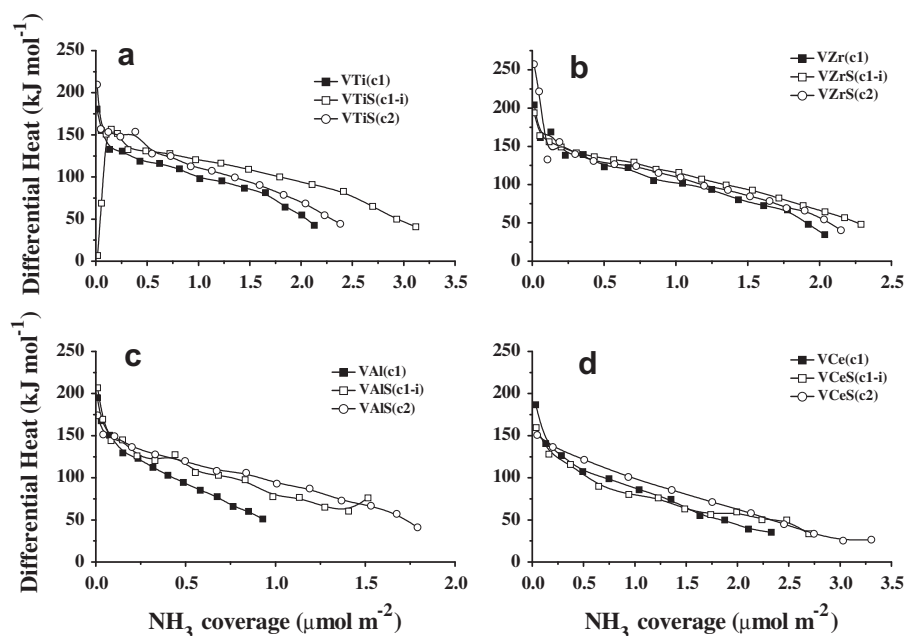 a
VTi(c1)
VTiS(c1-i)
VTiS(c2)
Differential Heat (kJ mol⁻¹)
250
200
150
100
50
0
0.0 0.5 1.0 1.5 2.0 2.5 3.0 3.5
b
VZr(c1)
VZrS(c1-i)
VZrS(c2)
250
200
150
100
50
0
0.0 0.5 1.0 1.5 2.0 2.5
c
VAl(c1)
VAlS(c1-i)
VAlS(c2)
Differential Heat (kJ mol⁻¹)
250
200
150
100
50
0
0.0 0.5 1.0 1.5 2.0
NH₃ coverage (μmol m⁻²)
d
VCe(c1)
VCeS(c1-i)
VCeS(c2)
250
200
150
100
50
0
0.0 0.5 1.0 1.5 2.0 2.5 3.0 3.5
NH₃ coverage (μmol m⁻²)